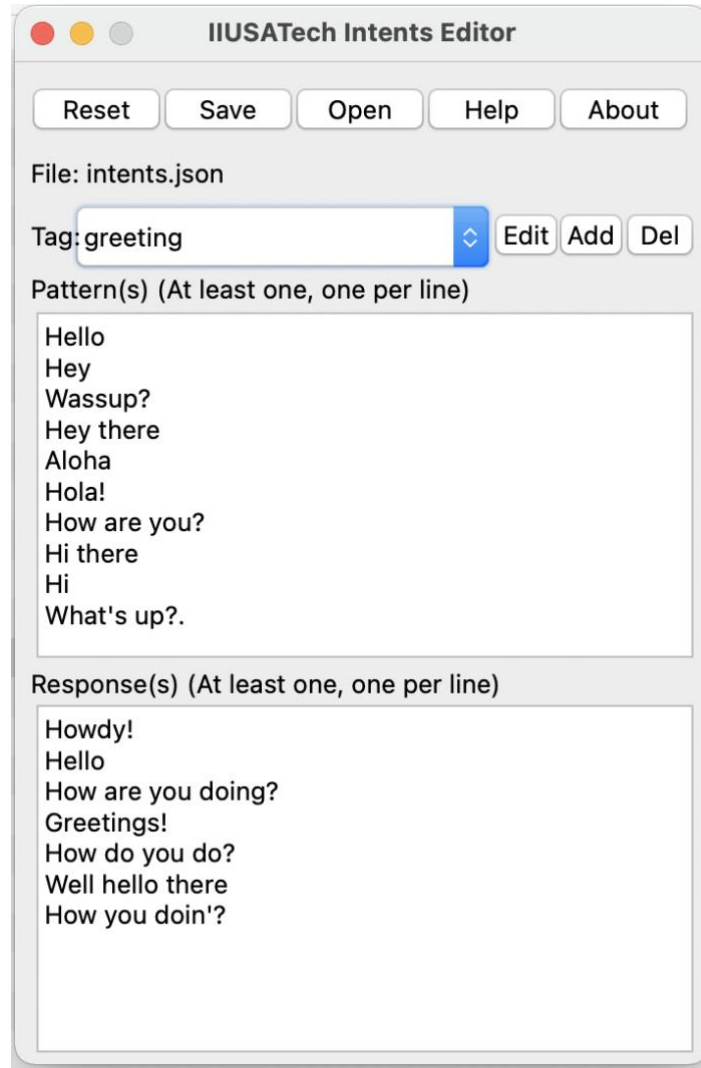 IIUSATech Intents Editor
Reset Save Open Help About
File: intents.json
Tag: greeting Edit Add Del
Pattern(s) (At least one, one per line)
Hello
Hey
Wassup?
Hey there
Aloha
Hola!
How are you?
Hi there
Hi
What's up?.
Response(s) (At least one, one per line)
Howdy!
Hello
How are you doing?
Greetings!
How do you do?
Well hello there
How you doin'?